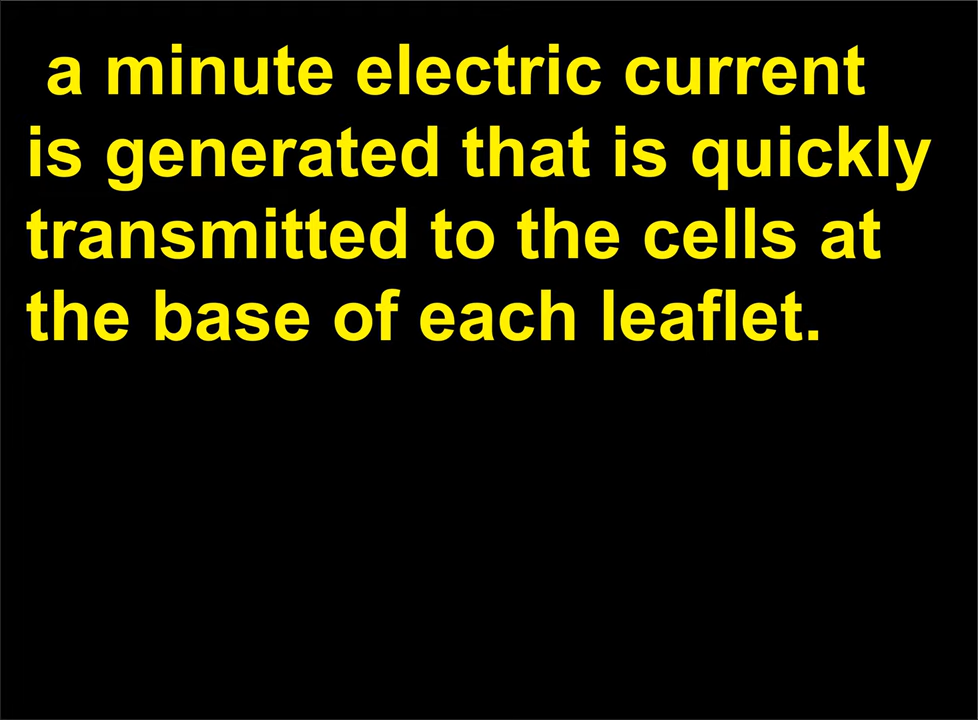 a minute electric current
is generated that is quickly
transmitted to the cells at
the base of each leaflet.